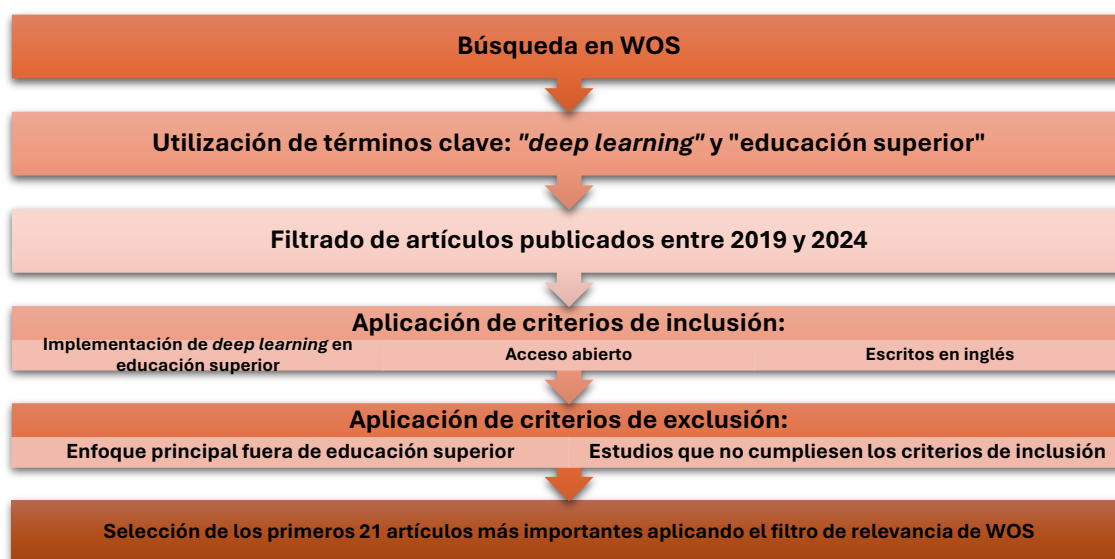 Búsqueda en WOS
Utilización de términos clave: "deep learning" y "educación superior"
Filtrado de artículos publicados entre 2019 y 2024
Aplicación de criterios de inclusión:
Implementación de deep learning en
educación superior
Acceso abierto
Escritos en inglés
Aplicación de criterios de exclusión:
Enfoque principal fuera de educación superior
Estudios que no cumpliesen los criterios de inclusión
Selección de los primeros 21 artículos más importantes aplicando el filtro de relevancia de WOS